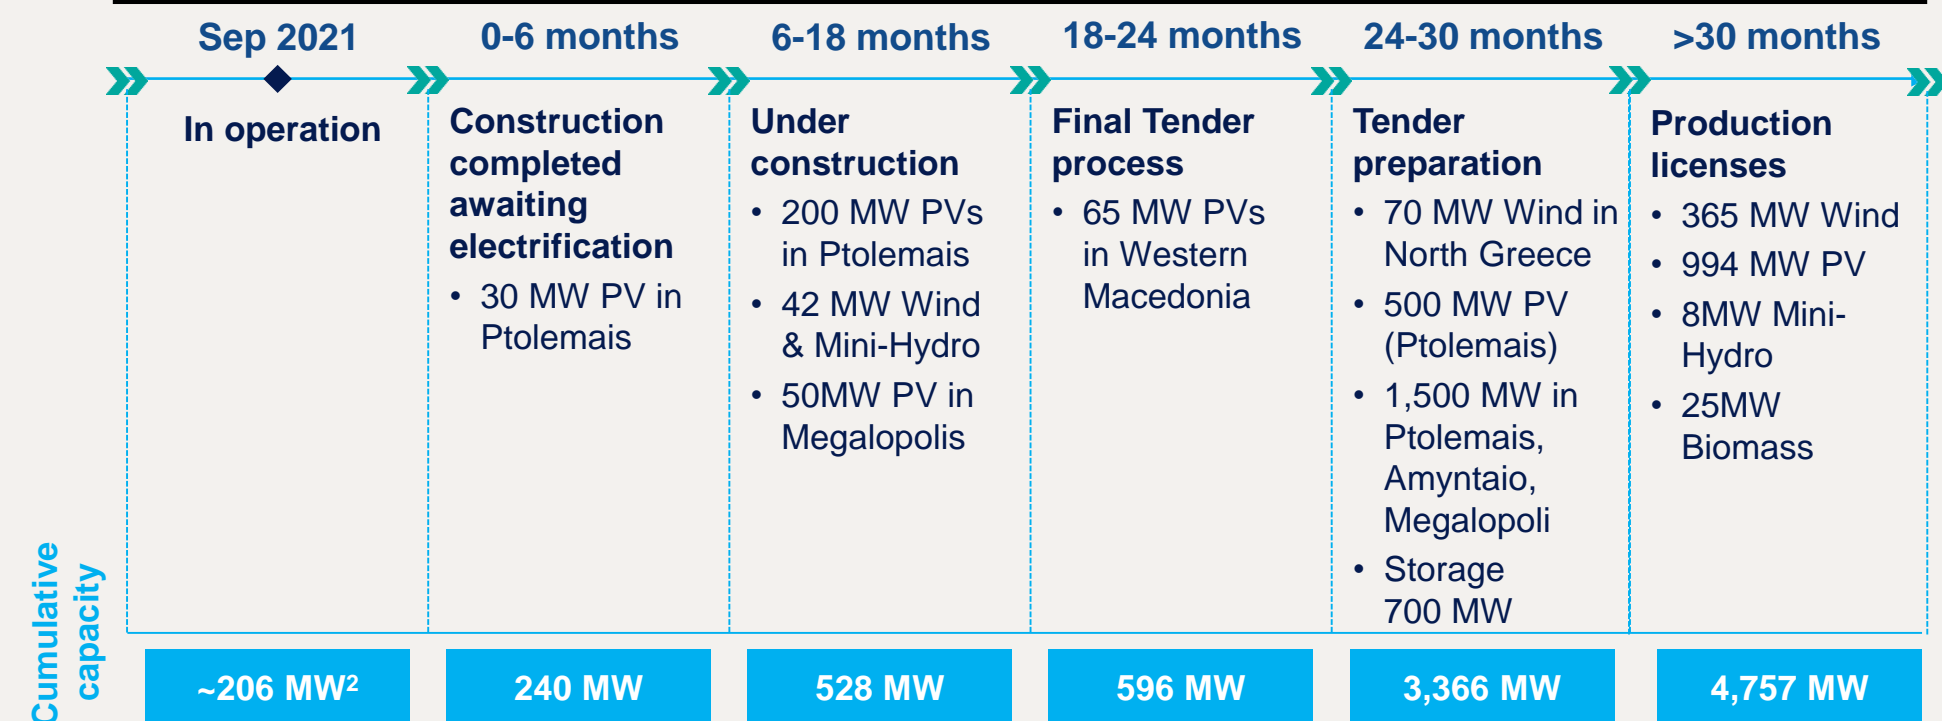 Sep 2021
0-6 months
6-18 months
18-24 months
24-30 months
>30 months
In operation
Construction
completed
awaiting
electrification
• 30 MW PV in
Ptolemais
Under
construction
• 200 MW PVs
in Ptolemais
• 42 MW Wind
& Mini-Hydro
• 50MW PV in
Megalopolis
Final Tender
process
• 65 MW PVs
in Western
Macedonia
Tender
preparation
• 70 MW Wind in
North Greece
• 500 MW PV
(Ptolemais)
• 1,500 MW in
Ptolemais,
Amyntaio,
Megalopoli
• Storage
700 MW
Production
licenses
• 365 MW Wind
• 994 MW PV
• 8MW Mini-
Hydro
• 25MW
Biomass
Cumulative
capacity
~206 MW²
240 MW
528 MW
596 MW
3,366 MW
4,757 MW